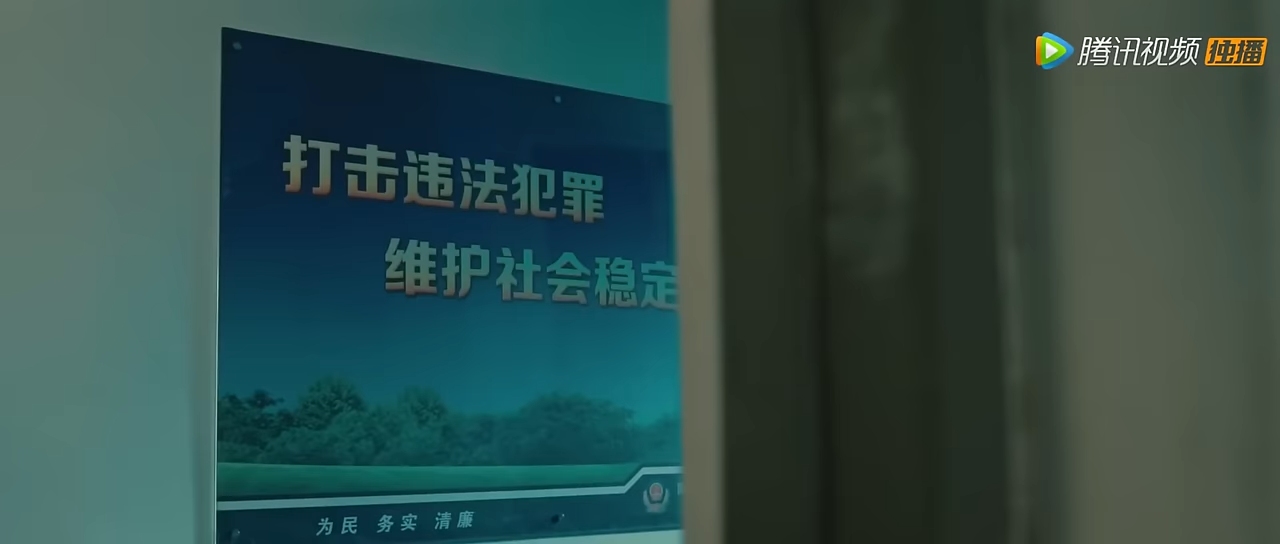 腾讯视频 独播
打击违法犯罪
维护社会稳定
为民 务实 清廉